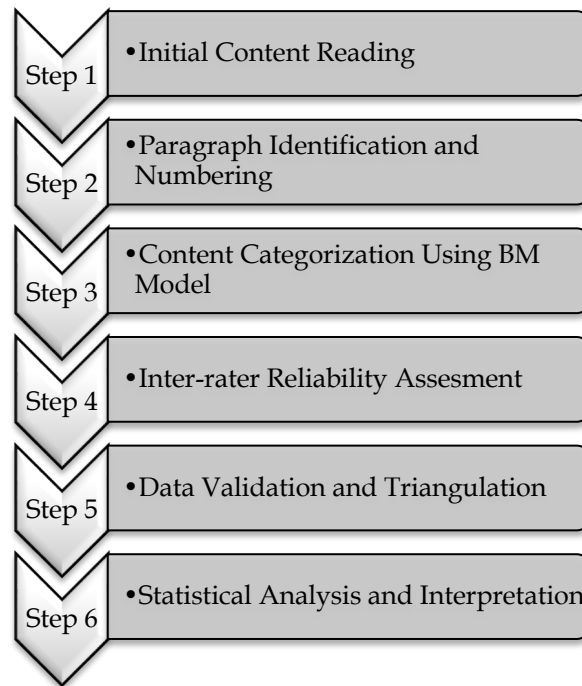 Step 1
•Initial Content Reading
Step 2
•Paragraph Identification and
Numbering
Step 3
•Content Categorization Using BM
Model
Step 4
•Inter-rater Reliability Assesment
Step 5
•Data Validation and Triangulation
Step 6
•Statistical Analysis and Interpretation